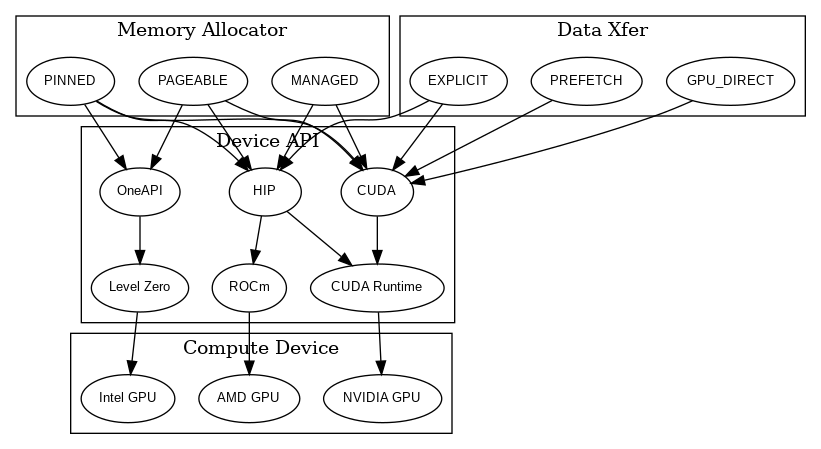 Memory Allocator
Data Xfer
PINNED
PAGEABLE
MANAGED
EXPLICIT
PREFETCH
GPU_DIRECT
Device API
OneAPI
HIP
CUDA
Level Zero
ROCm
CUDA Runtime
Compute Device
Intel GPU
AMD GPU
NVIDIA GPU